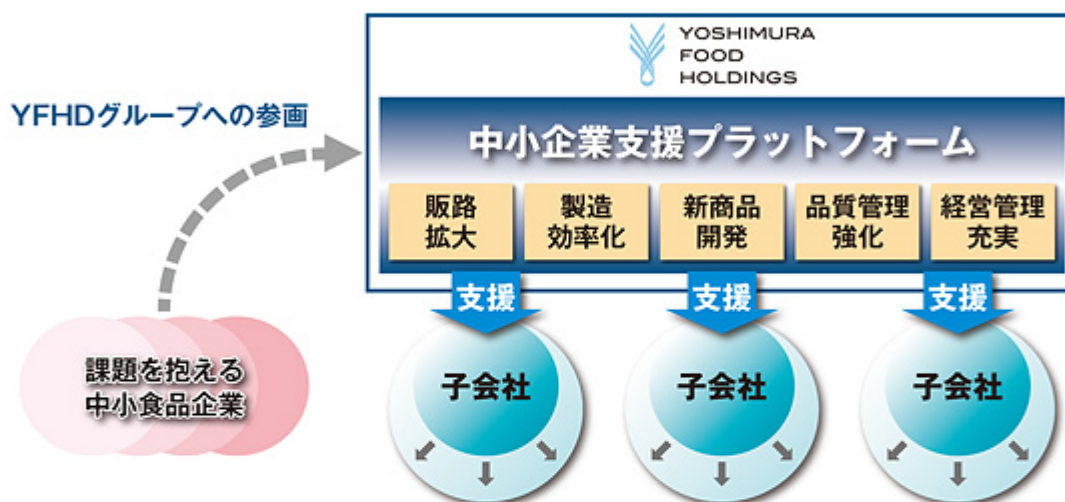 YOSHIMURA
FOOD
HOLDINGS
YFHDグループへの参画
中小企業支援プラットフォーム
販路
拡大
製造
効率化
新商品
開発
品質管理
強化
経営管理
充実
支援
支援
支援
課題を抱える
中小食品企業
子会社
子会社
子会社